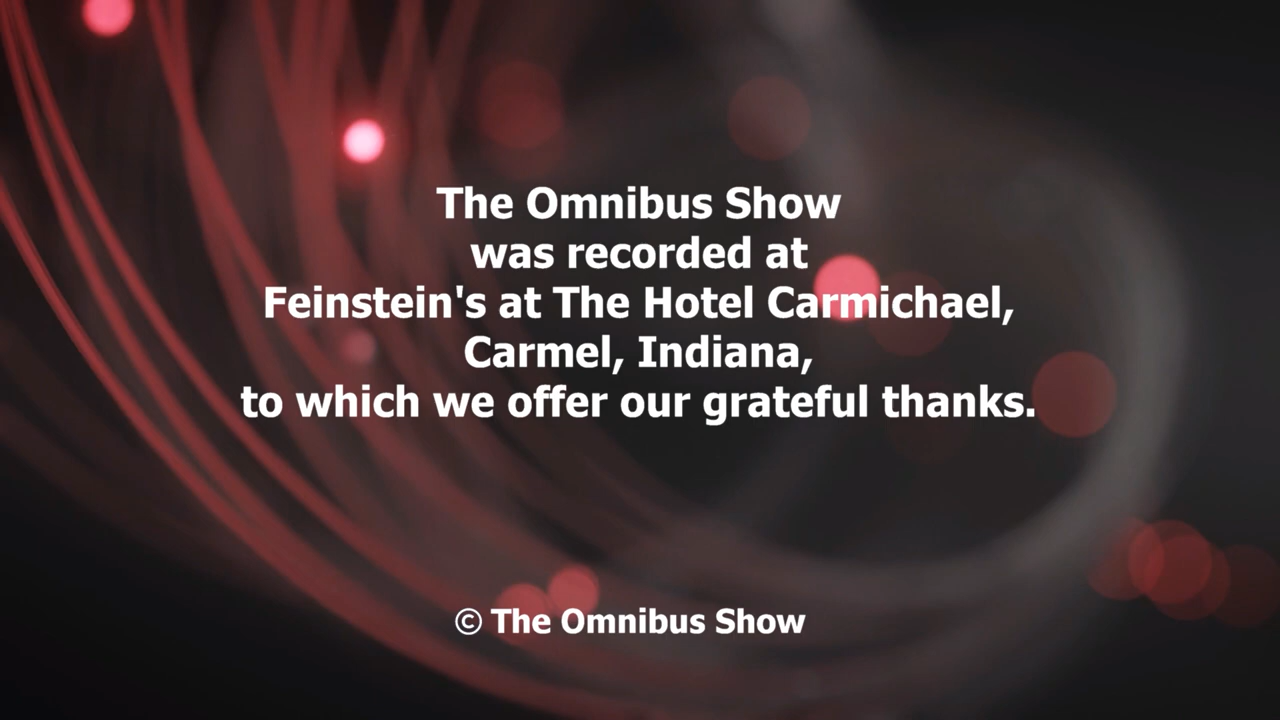 The Omnibus Show
was recorded at
Feinstein's at The Hotel Carmichael,
Carmel, Indiana,
to which we offer our grateful thanks.
© The Omnibus Show